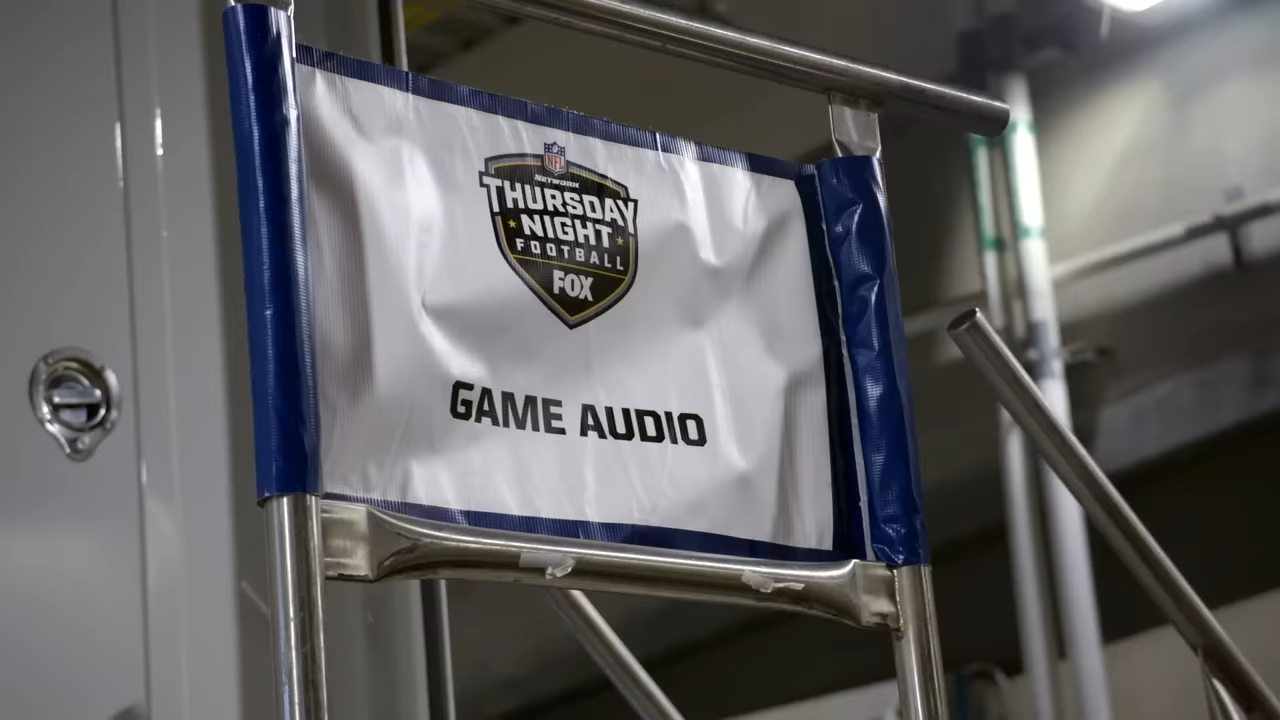 NFL
NETWORK
THURSDAY
NIGHT
FOOTBALL
FOX
GAME AUDIO